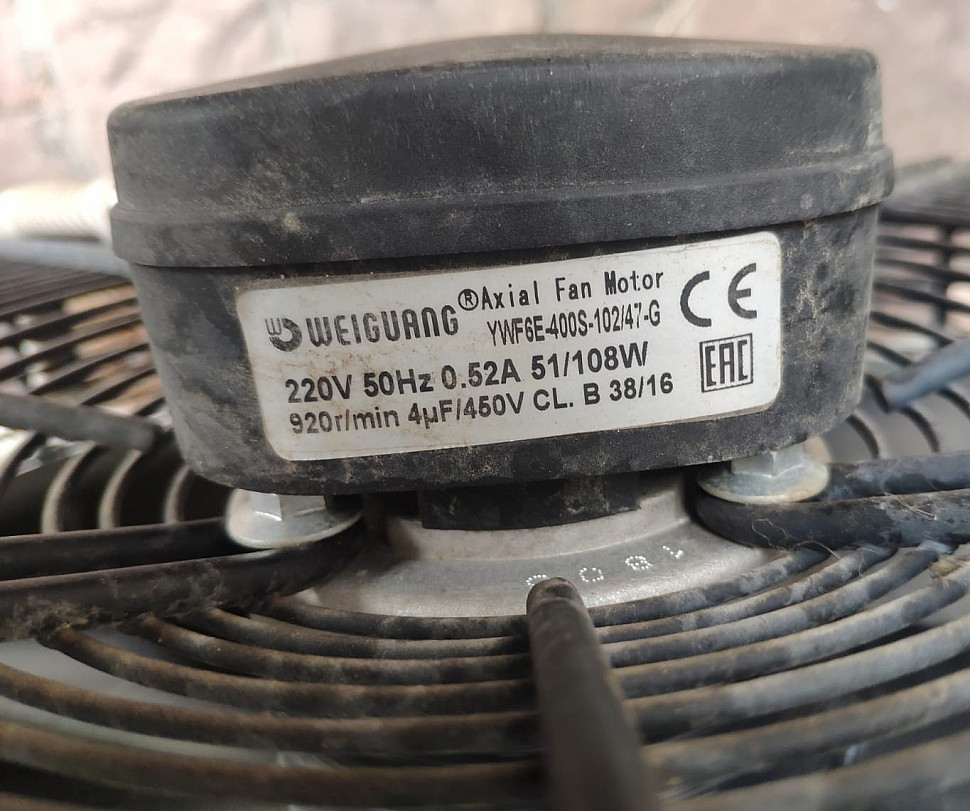 WEIGUANG® Axial Fan Motor
YWF6E-400S-102/47-G
CE
220V 50Hz 0.52A 51/108W
EAC
920r/min 4µF/450V CL. B 38/16